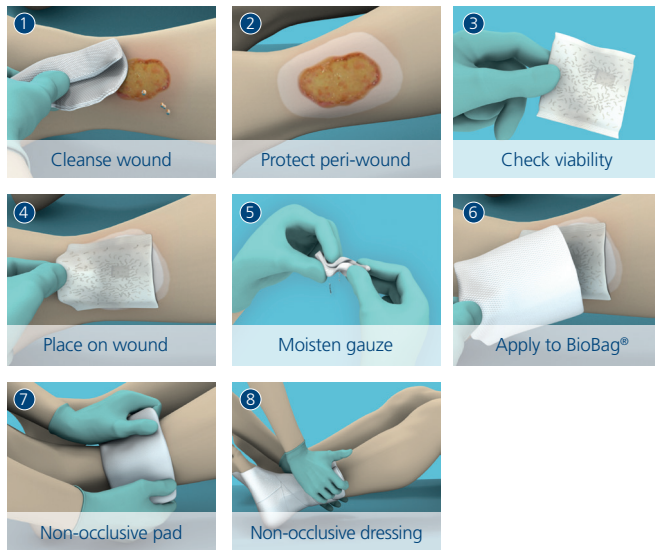 1
Cleanse wound
2
Protect peri-wound
3
Check viability
4
Place on wound
5
Moisten gauze
6
Apply to BioBag®
7
Non-occlusive pad
8
Non-occlusive dressing